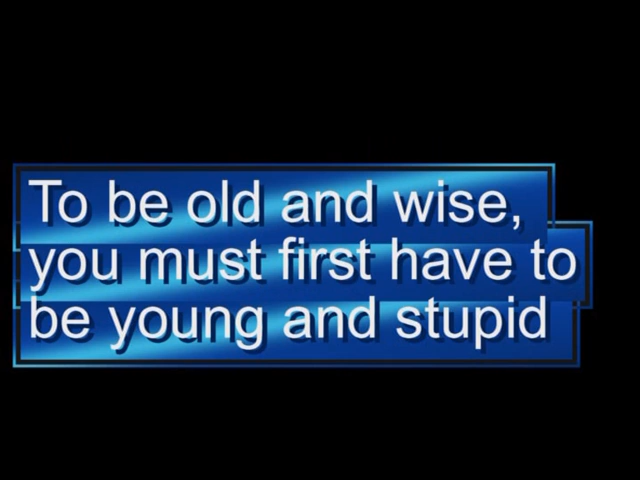 To be old and wise,
you must first have to
be young and stupid